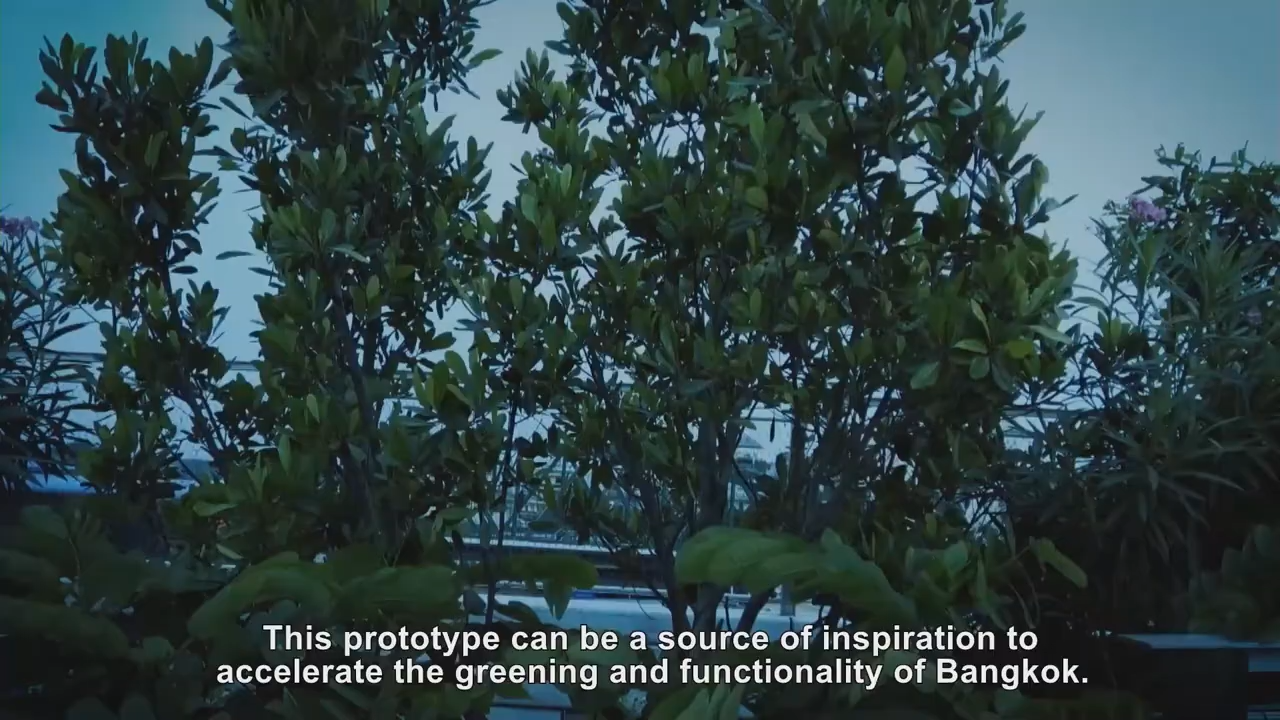 This prototype can be a source of inspiration to
accelerate the greening and functionality of Bangkok.